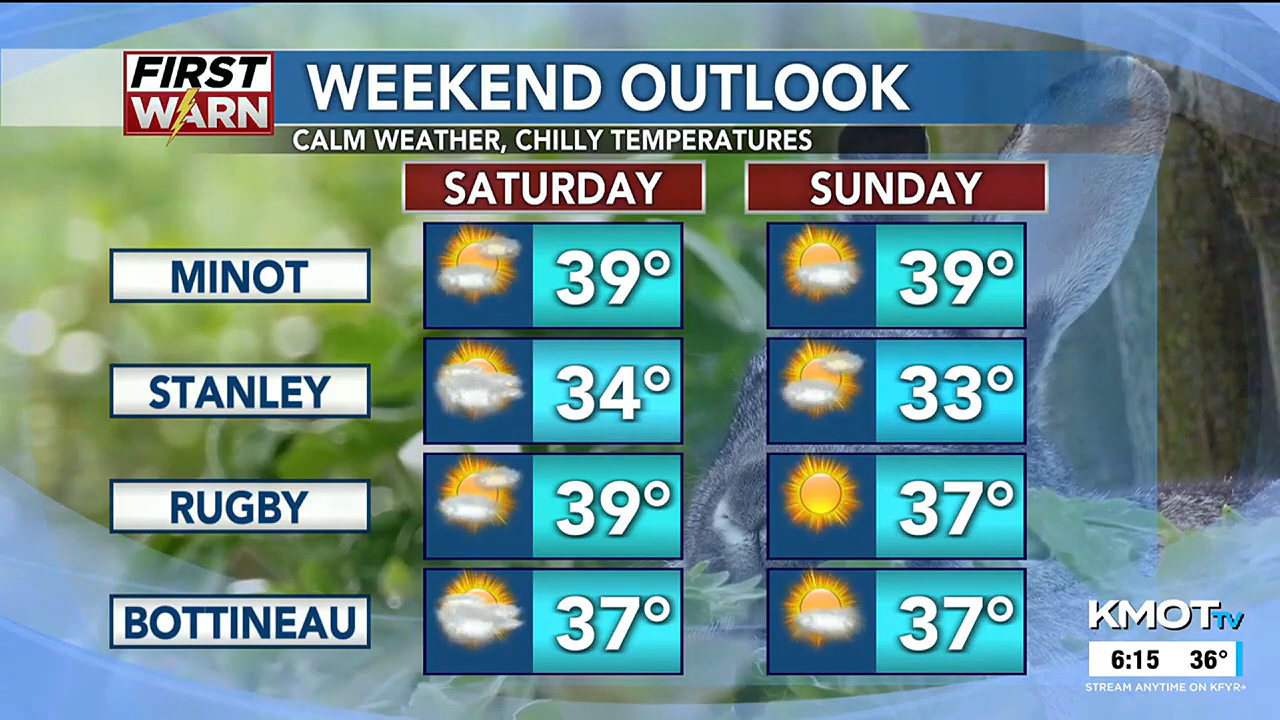 FIRST
WARN
WEEKEND OUTLOOK
CALM WEATHER, CHILLY TEMPERATURES
SATURDAY SUNDAY
MINOT 39° 39°
STANLEY 34° 33°
RUGBY 39° 37°
BOTTINEAU 37° 37°
KMOT TV
6:15 36°
STREAM ANYTIME ON KFYR+